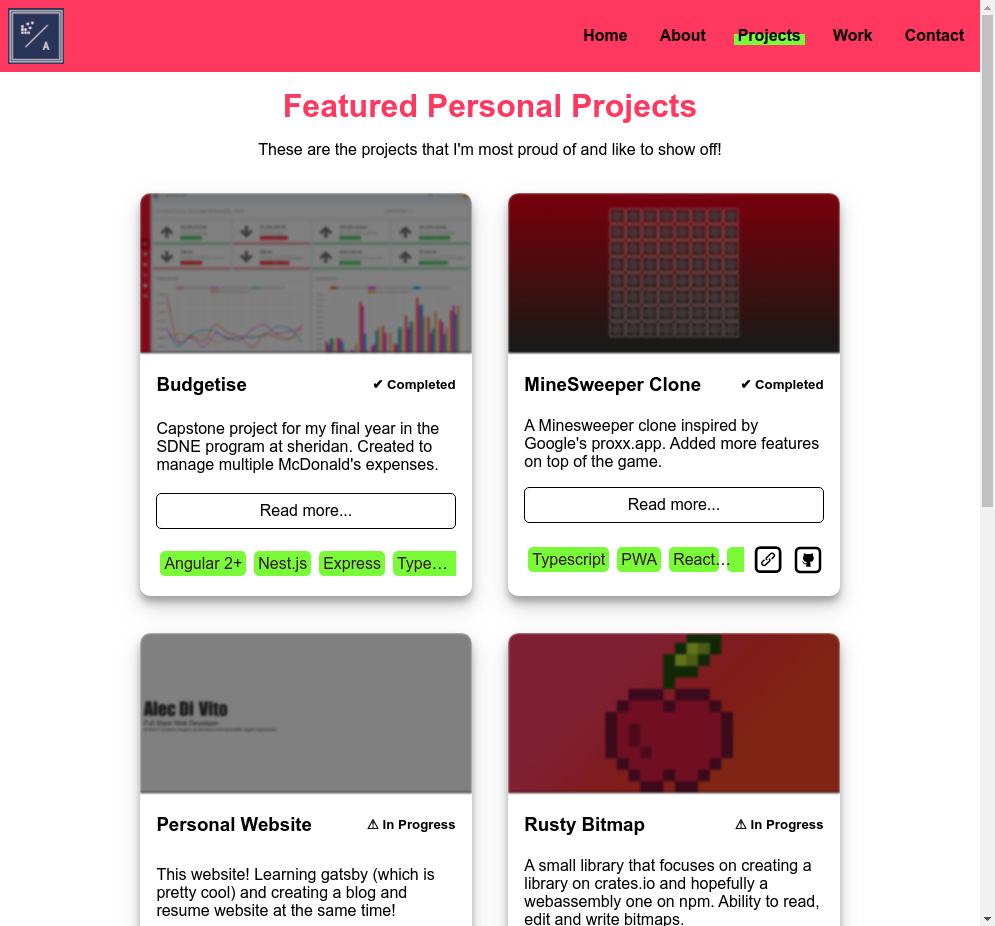 A
Home About Projects Work Contact
Featured Personal Projects
These are the projects that I'm most proud of and like to show off!
Budgetise ✔ Completed
Capstone project for my final year in the
SDNE program at sheridan. Created to
manage multiple McDonald's expenses.
Read more...
Angular 2+ Nest.js Express Type…
MineSweeper Clone ✔ Completed
A Minesweeper clone inspired by
Google's proxx.app. Added more features
on top of the game.
Read more...
Typescript PWA React…
Alec Di Vito
Full Stack Web Developer
Personal Website ⚠ In Progress
This website! Learning gatsby (which is
pretty cool) and creating a blog and
resume website at the same time!
Rusty Bitmap ⚠ In Progress
A small library that focuses on creating a
library on crates.io and hopefully a
webassembly one on npm. Ability to read,
edit and write bitmaps.